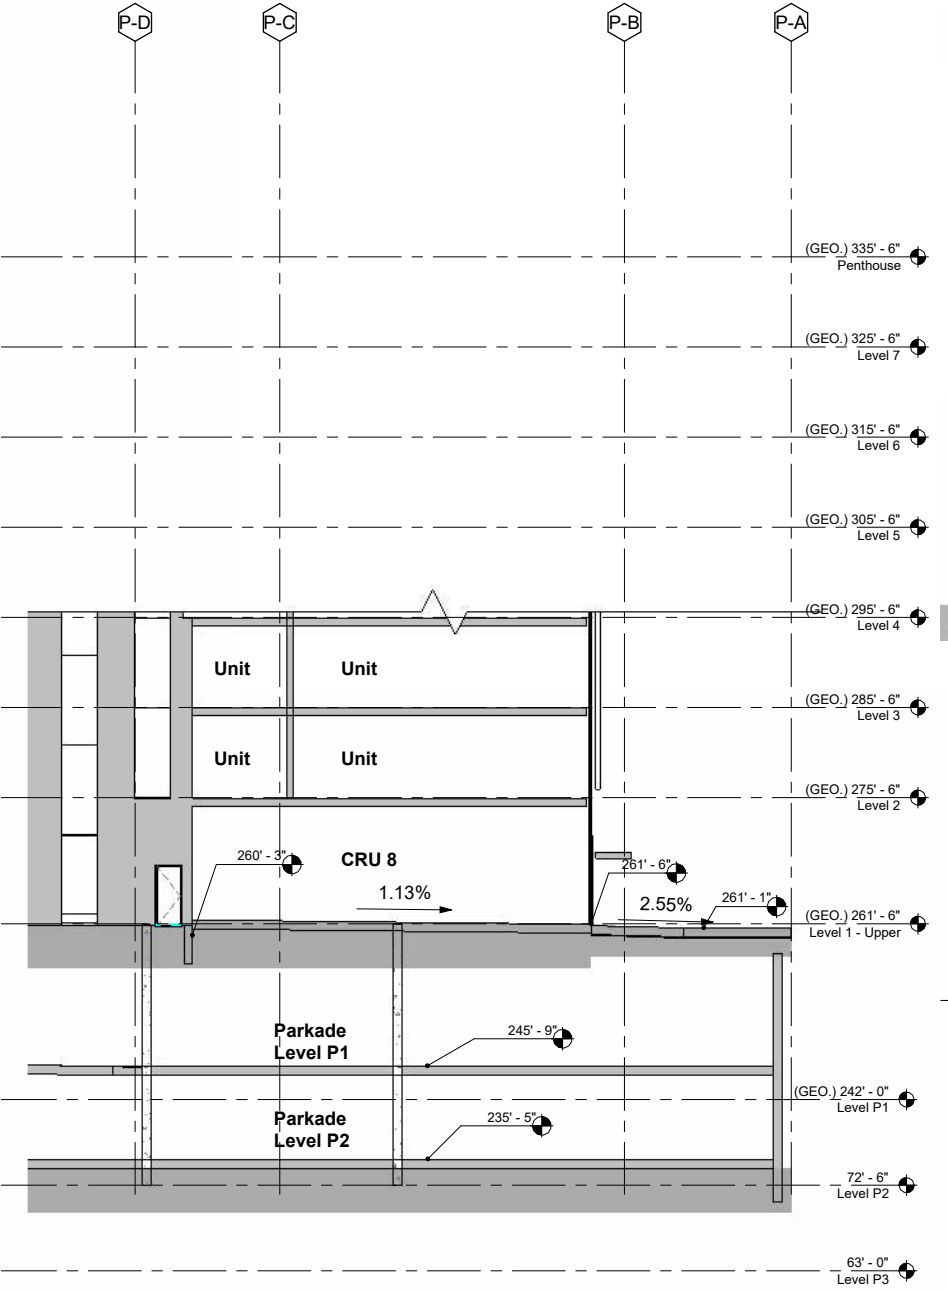 P-D
P-C
P-B
P-A
(GEO.) 335' - 6"
Penthouse
(GEO.) 325' - 6"
Level 7
(GEO.) 315' - 6"
Level 6
(GEO.) 305' - 6"
Level 5
(GEO.) 295' - 6"
Level 4
Unit
Unit
(GEO.) 285' - 6"
Level 3
Unit
Unit
(GEO.) 275' - 6"
Level 2
260' - 3"
CRU 8
261' - 6"
1.13%
2.55%
261' - 1"
(GEO.) 261' - 6"
Level 1 - Upper
Parkade
Level P1
245' - 9"
(GEO.) 242' - 0"
Level P1
Parkade
Level P2
235' - 5"
72' - 6"
Level P2
63' - 0"
Level P3